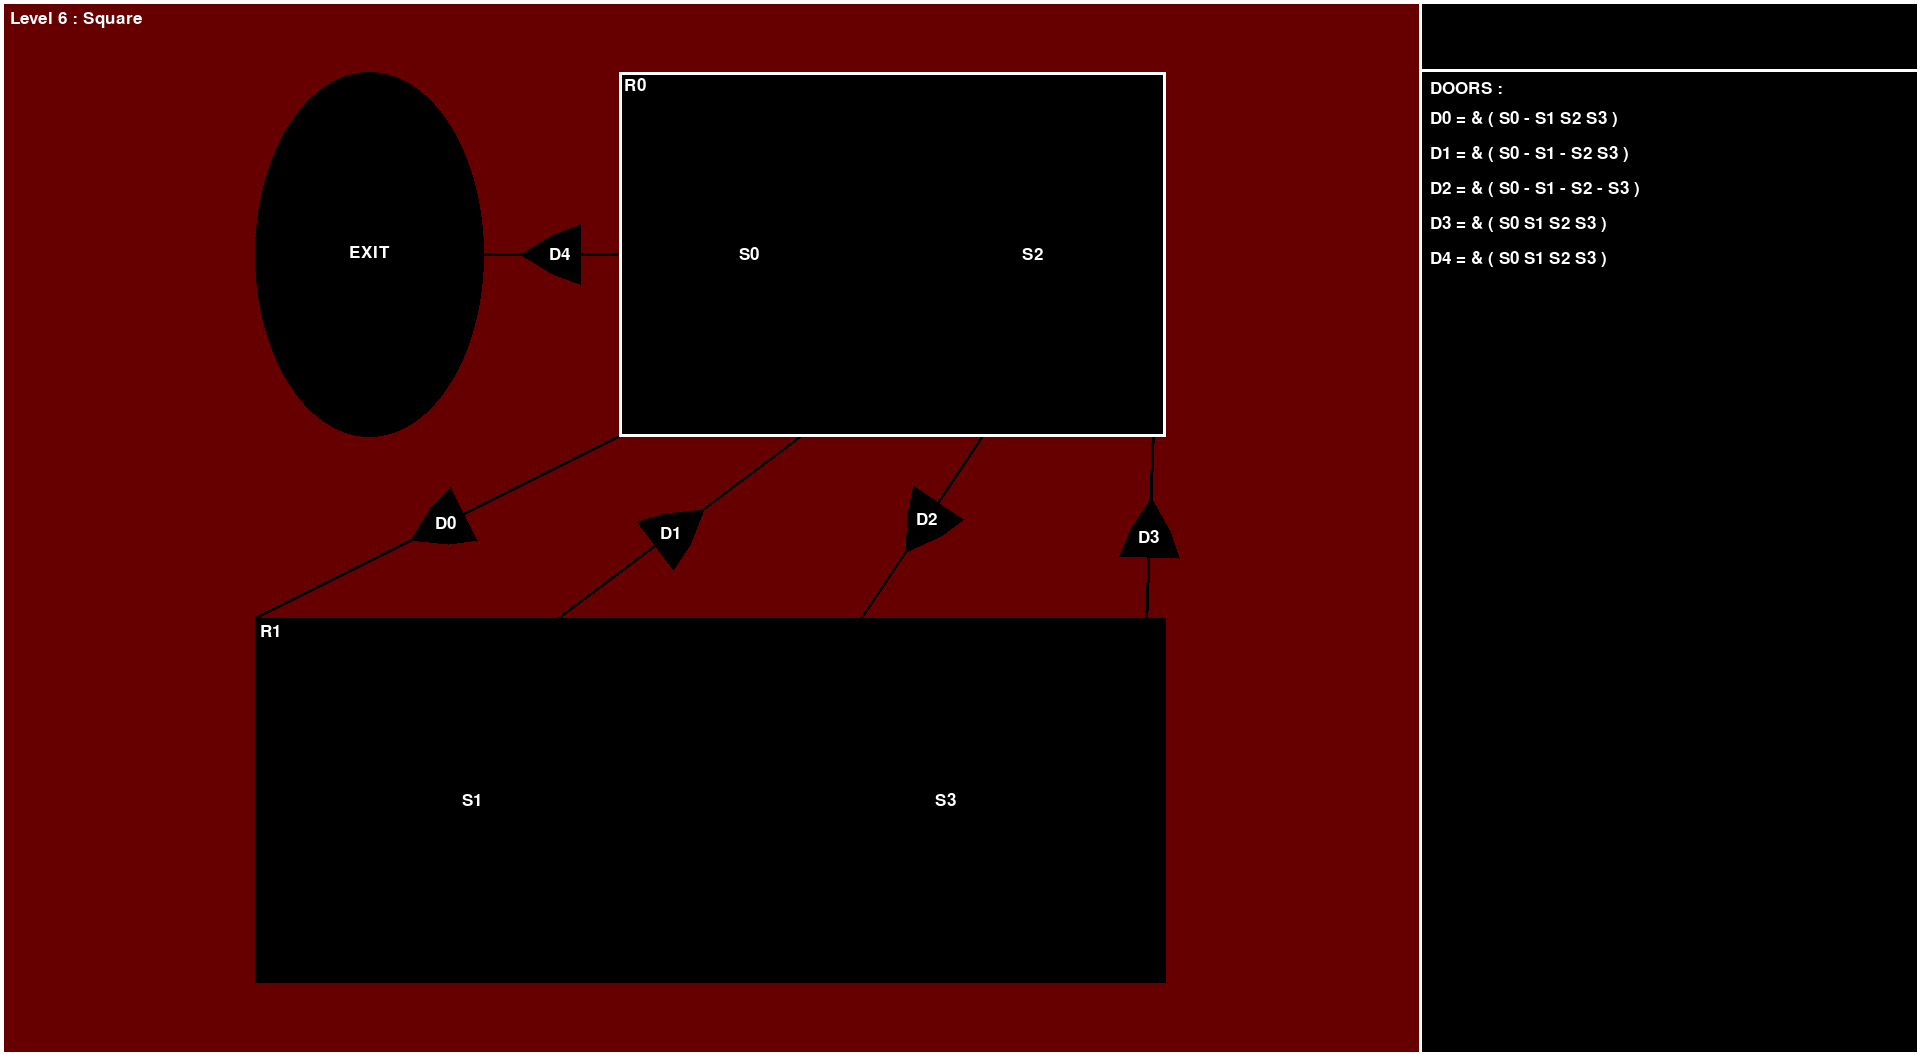 Level 6 : Square
R0
EXIT
D4
S0
S2
D0
D1
D2
D3
R1
S1
S3
DOORS :
D0 = & ( S0 - S1 S2 S3 )
D1 = & ( S0 - S1 - S2 S3 )
D2 = & ( S0 - S1 - S2 - S3 )
D3 = & ( S0 S1 S2 S3 )
D4 = & ( S0 S1 S2 S3 )